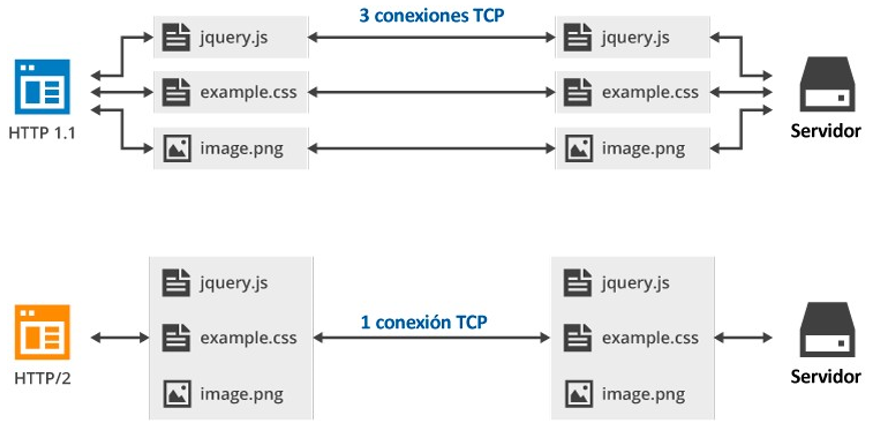 3 conexiones TCP
jquery.js jquery.js
example.css example.css
HTTP 1.1 Servidor
image.png image.png
jquery.js jquery.js
1 conexión TCP
example.css example.css
HTTP/2 Servidor
image.png image.png